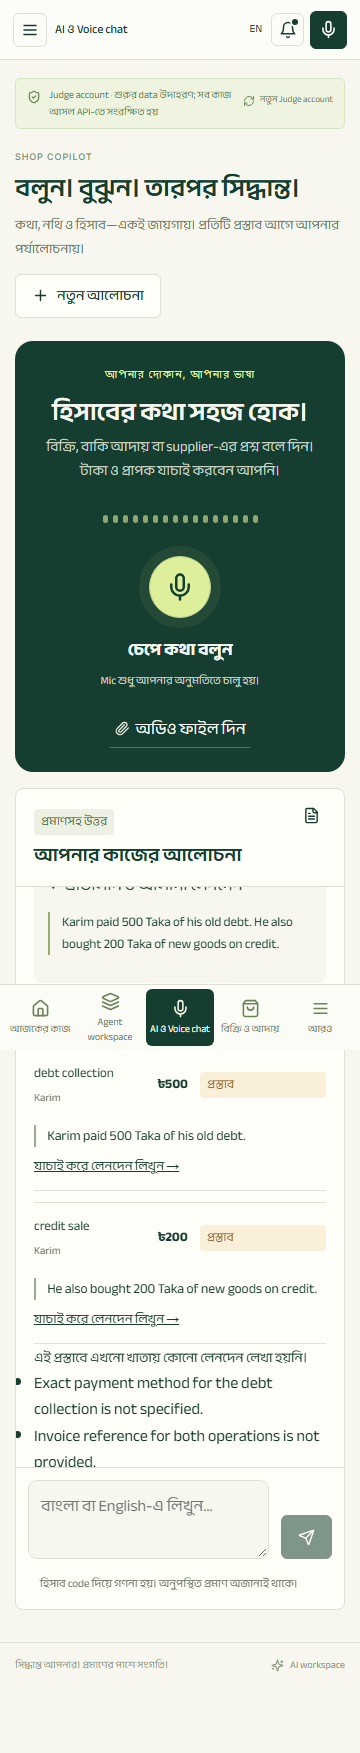 AI ও Voice chat
EN
Judge account · শুরুর data উদাহরণ; সব কাজ
আসল API-তে সংরক্ষিত হয়
নতুন Judge account
SHOP COPILOT
বলুন। বুঝুন। তারপর সিদ্ধান্ত।
কথা, নথি ও হিসাব—একই জায়গায়। প্রতিটি প্রস্তাব আগে আপনার
পর্যালোচনায়।
নতুন আলোচনা
আপনার দোকান, আপনার ভাষা
হিসাবের কথা সহজ হোক।
বিক্রি, বাকি আদায় বা supplier-এর প্রশ্ন বলে দিন।
টাকা ও প্রাপক যাচাই করবেন আপনি।
চেপে কথা বলুন
Mic শুধু আপনার অনুমতিতে চালু হয়।
অডিও ফাইল দিন
প্রমাণসহ উত্তর
আপনার কাজের আলোচনা
Karim paid 500 Taka of his old debt. He also
bought 200 Taka of new goods on credit.
আজকের কাজ
Agent
workspace
AI ও Voice chat
বিক্রি ও আদায়
আরও
debt collection
Karim
৳500
প্রস্তাব
Karim paid 500 Taka of his old debt.
যাচাই করে লেনদেন লিখুন →
credit sale
Karim
৳200
প্রস্তাব
He also bought 200 Taka of new goods on credit.
যাচাই করে লেনদেন লিখুন →
এই প্রস্তাবে এখনো খাতায় কোনো লেনদেন লেখা হয়নি।
Exact payment method for the debt
collection is not specified.
Invoice reference for both operations is not
provided.
বাংলা বা English-এ লিখুন...
হিসাব code দিয়ে গণনা হয়। অনুপস্থিত প্রমাণ অজানাই থাকে।
সিদ্ধান্ত আপনার। প্রমাণের পাশে সংগতি।
AI workspace